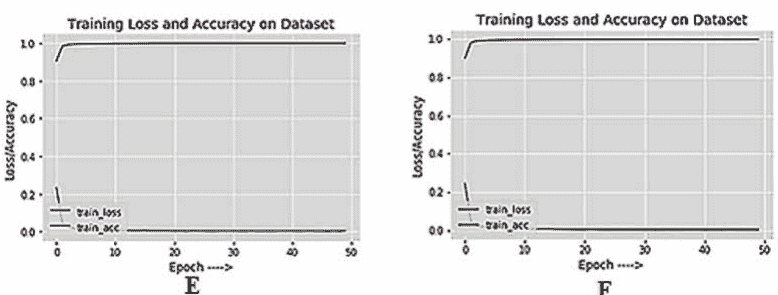 Training Loss and Accuracy on Dataset
1.0
0.8
0.6
0.4
0.2
0.0
Loss/Accuracy
train_loss
train_acc
0 10 20 30 40 50
Epoch ---->
E
Training Loss and Accuracy on Dataset
1.0
0.8
0.6
0.4
0.2
0.0
Loss/Accuracy
train_loss
train_acc
0 10 20 30 40 50
Epoch ---->
F